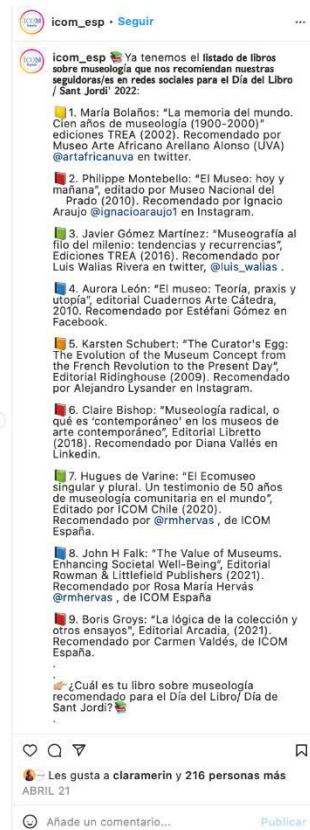 icom_esp • Seguir
icom_esp 📚 Ya tenemos el listado de libros
sobre museología que nos recomiendan nuestras
seguidoras/es en redes sociales para el Día del Libro
/ Sant Jordi' 2022:
📒1. María Bolaños: "La memoria del mundo.
Cien años de museología (1900-2000)"
ediciones TREA (2002). Recomendado por
Museo Arte Africano Arellano Alonso (UVA)
@artafricanuva en twitter.
📕2. Philippe Montebello: "El Museo: hoy y
mañana", editado por Museo Nacional del
Prado (2010). Recomendado por Ignacio
Araujo @ignacioaraujo1 en Instagram.
📗3. Javier Gómez Martínez: "Museografía al
filo del milenio: tendencias y recurrencias",
Ediciones TREA (2016). Recomendado por
Luis Walias Rivera en twitter, @luis_walias .
📘4. Aurora León: "El museo: Teoría, praxis y
utopía", editorial Cuadernos Arte Cátedra,
2010. Recomendado por Estéfani Gómez en
Facebook.
📙5. Karsten Schubert: "The Curator's Egg:
The Evolution of the Museum Concept from
the French Revolution to the Present Day",
Editorial Ridinghouse (2009). Recomendado
por Alejandro Lysander en Instagram.
📕6. Claire Bishop: "Museología radical, o
qué es 'contemporáneo' en los museos de
arte contemporáneo", Editorial Libretto
(2018). Recomendado por Diana Vallés en
Linkedin.
📗7. Hugues de Varine: "El Ecomuseo
singular y plural. Un testimonio de 50 años
de museología comunitaria en el mundo",
Editado por ICOM Chile (2020).
Recomendado por @rmhervas , de ICOM
España.
📘8. John H Falk: "The Value of Museums.
Enhancing Societal Well-Being", Editorial
Rowman & Littlefield Publishers (2021).
Recomendado por Rosa María Hervás
@rmhervas , de ICOM España
📕9. Boris Groys: "La lógica de la colección y
otros ensayos", Editorial Arcadia, (2021).
Recomendado por Carmen Valdés, de ICOM
España.
.
.
👉🏼¿Cuál es tu libro sobre museología
recomendado para el Día del Libro/ Día de
Sant Jordi?📚
.
Les gusta a claramerin y 216 personas más
ABRIL 21
Añade un comentario... Publicar